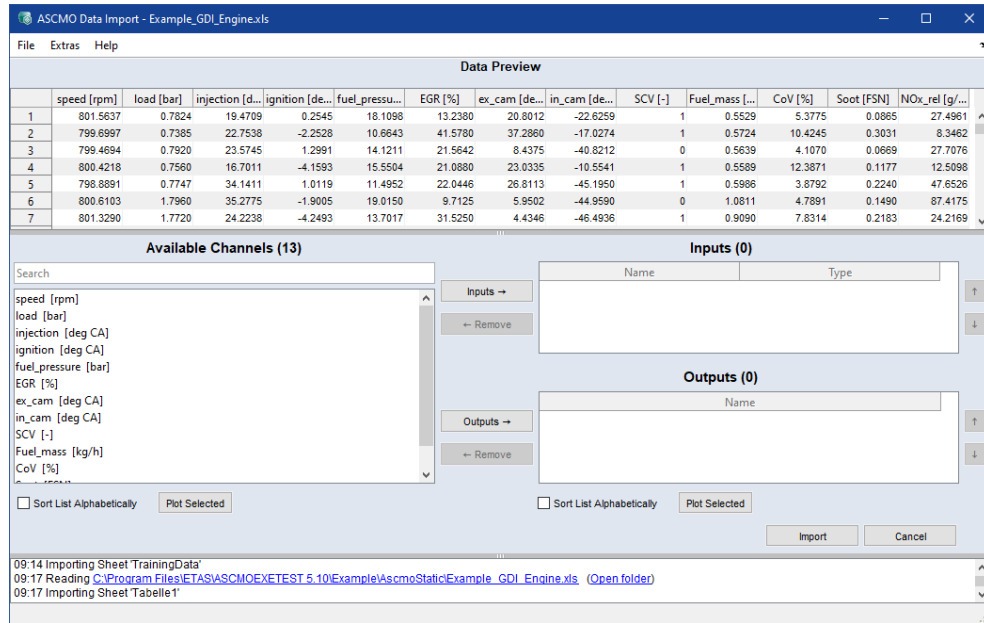 ASCMO Data Import - Example_GDI_Engine.xls
File Extras Help
Data Preview
speed [rpm] load [bar] injection [d... ignition [de... fuel_pressu... EGR [%] ex_cam [de... in_cam [de... SCV [-] Fuel_mass [... CoV [%] Soot [FSN] NOx_rel [g/...
1 801.5637 0.7824 19.4709 0.2545 18.1098 13.2380 20.8012 -22.6259 1 0.5529 5.3775 0.0865 27.4961
2 799.6997 0.7385 22.7538 -2.2528 10.6643 41.5780 37.2860 -17.0274 1 0.5724 10.4245 0.3031 8.3462
3 799.4694 0.7920 23.5745 1.2991 14.1211 21.5642 8.4375 -40.8212 0 0.5639 4.1070 0.0669 27.7076
4 800.4218 0.7560 16.7011 -4.1593 15.5504 21.0880 23.0335 -10.5541 1 0.5589 12.3871 0.1177 12.5098
5 798.8891 0.7747 34.1411 1.0119 11.4952 22.0446 26.8113 -45.1950 1 0.5986 3.8792 0.2240 47.6526
6 800.6103 1.7960 35.2775 -1.9005 19.0150 9.7125 5.9502 -44.9590 0 1.0811 4.7891 0.1490 87.4175
7 801.3290 1.7720 24.2238 -4.2493 13.7017 31.5250 4.4346 -46.4936 1 0.9090 7.8314 0.2183 24.2169
Available Channels (13)
Search
speed [rpm]
load [bar]
injection [deg CA]
ignition [deg CA]
fuel_pressure [bar]
EGR [%]
ex_cam [deg CA]
in_cam [deg CA]
SCV [-]
Fuel_mass [kg/h]
CoV [%]
Sort List Alphabetically Plot Selected
Inputs →
← Remove
Outputs →
← Remove
Inputs (0)
Name Type
↑
↓
Outputs (0)
Name
↑
↓
Sort List Alphabetically Plot Selected
Import Cancel
09:14 Importing Sheet 'TrainingData'
09:17 Reading C:\Program Files\ETAS\ASCMOEXETEST 5.10\Example\AscmoStatic\Example_GDI_Engine.xls (Open folder)
09:17 Importing Sheet 'Tabelle1'